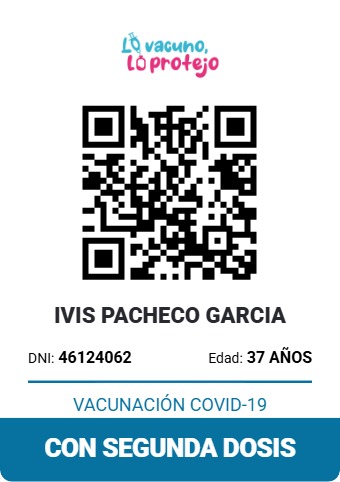 Lo vacuno,
Lo protejo
IVIS PACHECO GARCIA
DNI: 46124062 Edad: 37 AÑOS
VACUNACIÓN COVID-19
CON SEGUNDA DOSIS